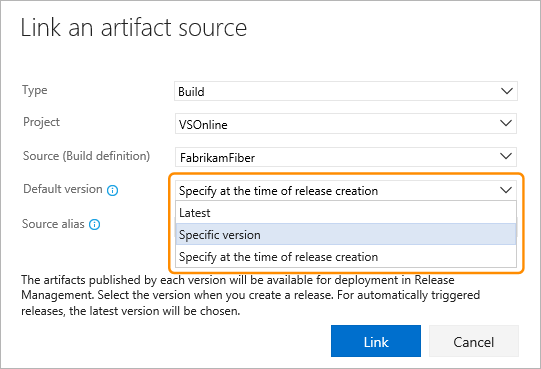 Link an artifact source
Type
Build
Project
VSOnline
Source (Build definition)
FabrikamFiber
Default version
Specify at the time of release creation
Latest
Source alias
Specific version
Specify at the time of release creation
The artifacts published by each version will be available for deployment in Release
Management. Select the version when you create a release. For automatically triggered
releases, the latest version will be chosen.
Link
Cancel